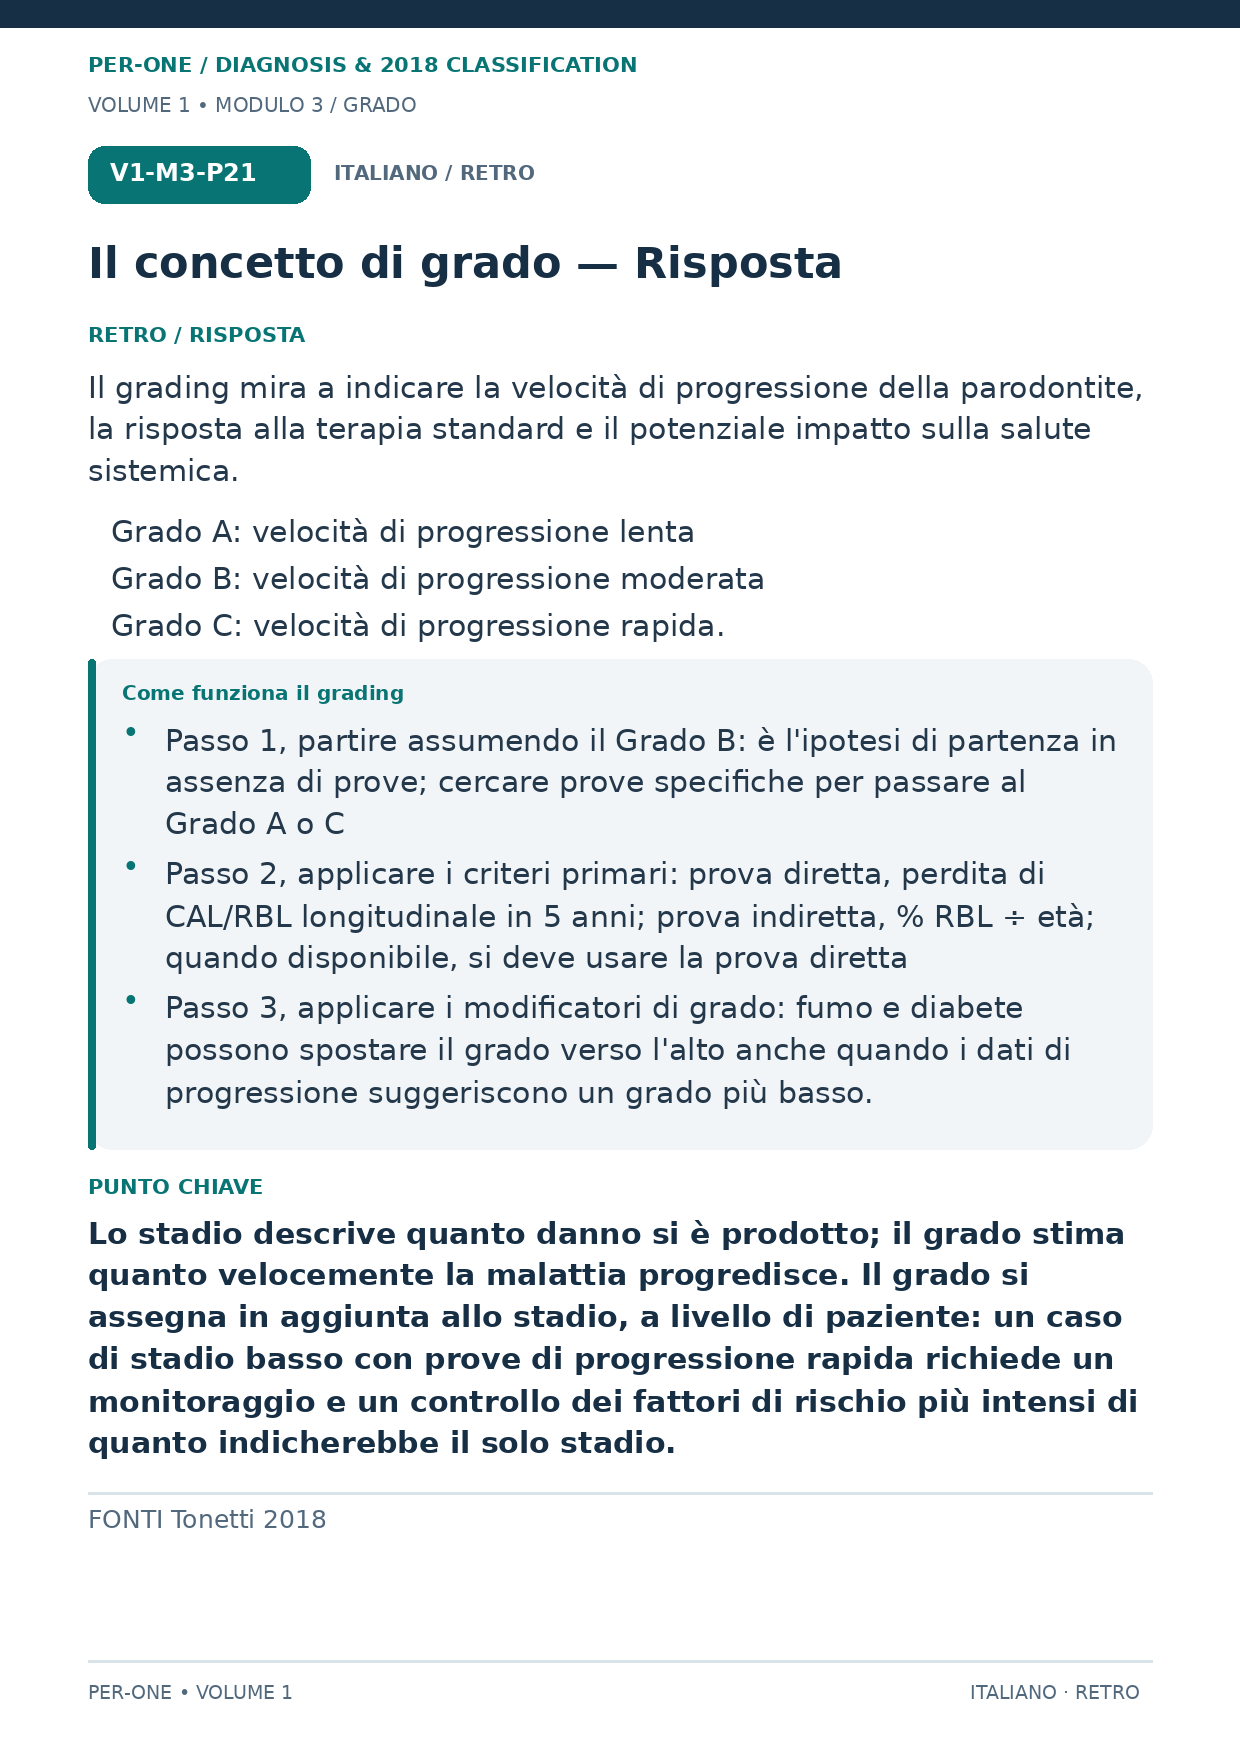 PER-ONE / DIAGNOSIS & 2018 CLASSIFICATION
VOLUME 1 • MODULO 3 / GRADO
V1-M3-P21
ITALIANO / RETRO
Il concetto di grado — Risposta
RETRO / RISPOSTA
Il grading mira a indicare la velocità di progressione della parodontite,
la risposta alla terapia standard e il potenziale impatto sulla salute
sistemica.
Grado A: velocità di progressione lenta
Grado B: velocità di progressione moderata
Grado C: velocità di progressione rapida.
Come funziona il grading
• Passo 1, partire assumendo il Grado B: è l'ipotesi di partenza in
assenza di prove; cercare prove specifiche per passare al
Grado A o C
• Passo 2, applicare i criteri primari: prova diretta, perdita di
CAL/RBL longitudinale in 5 anni; prova indiretta, % RBL ÷ età;
quando disponibile, si deve usare la prova diretta
• Passo 3, applicare i modificatori di grado: fumo e diabete
possono spostare il grado verso l'alto anche quando i dati di
progressione suggeriscono un grado più basso.
PUNTO CHIAVE
Lo stadio descrive quanto danno si è prodotto; il grado stima
quanto velocemente la malattia progredisce. Il grado si
assegna in aggiunta allo stadio, a livello di paziente: un caso
di stadio basso con prove di progressione rapida richiede un
monitoraggio e un controllo dei fattori di rischio più intensi di
quanto indicherebbe il solo stadio.
FONTI Tonetti 2018
PER-ONE • VOLUME 1
ITALIANO · RETRO